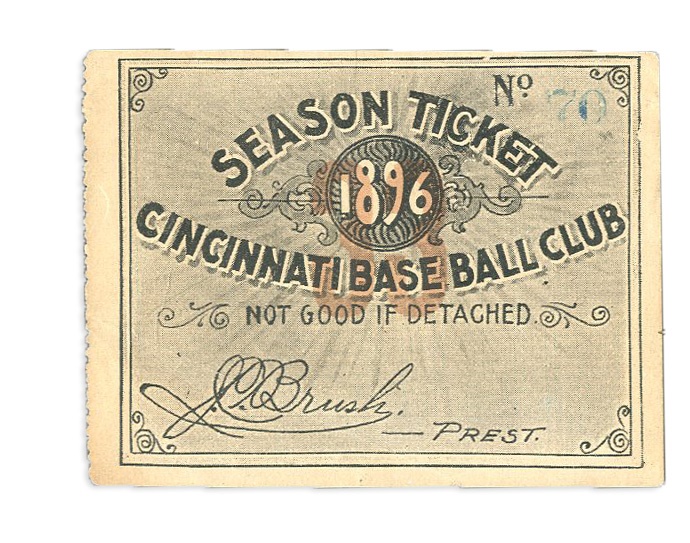 No 70
SEASON TICKET
1896
CINCINNATI BASE BALL CLUB
NOT GOOD IF DETACHED.
J.T. Brush.
— PREST.